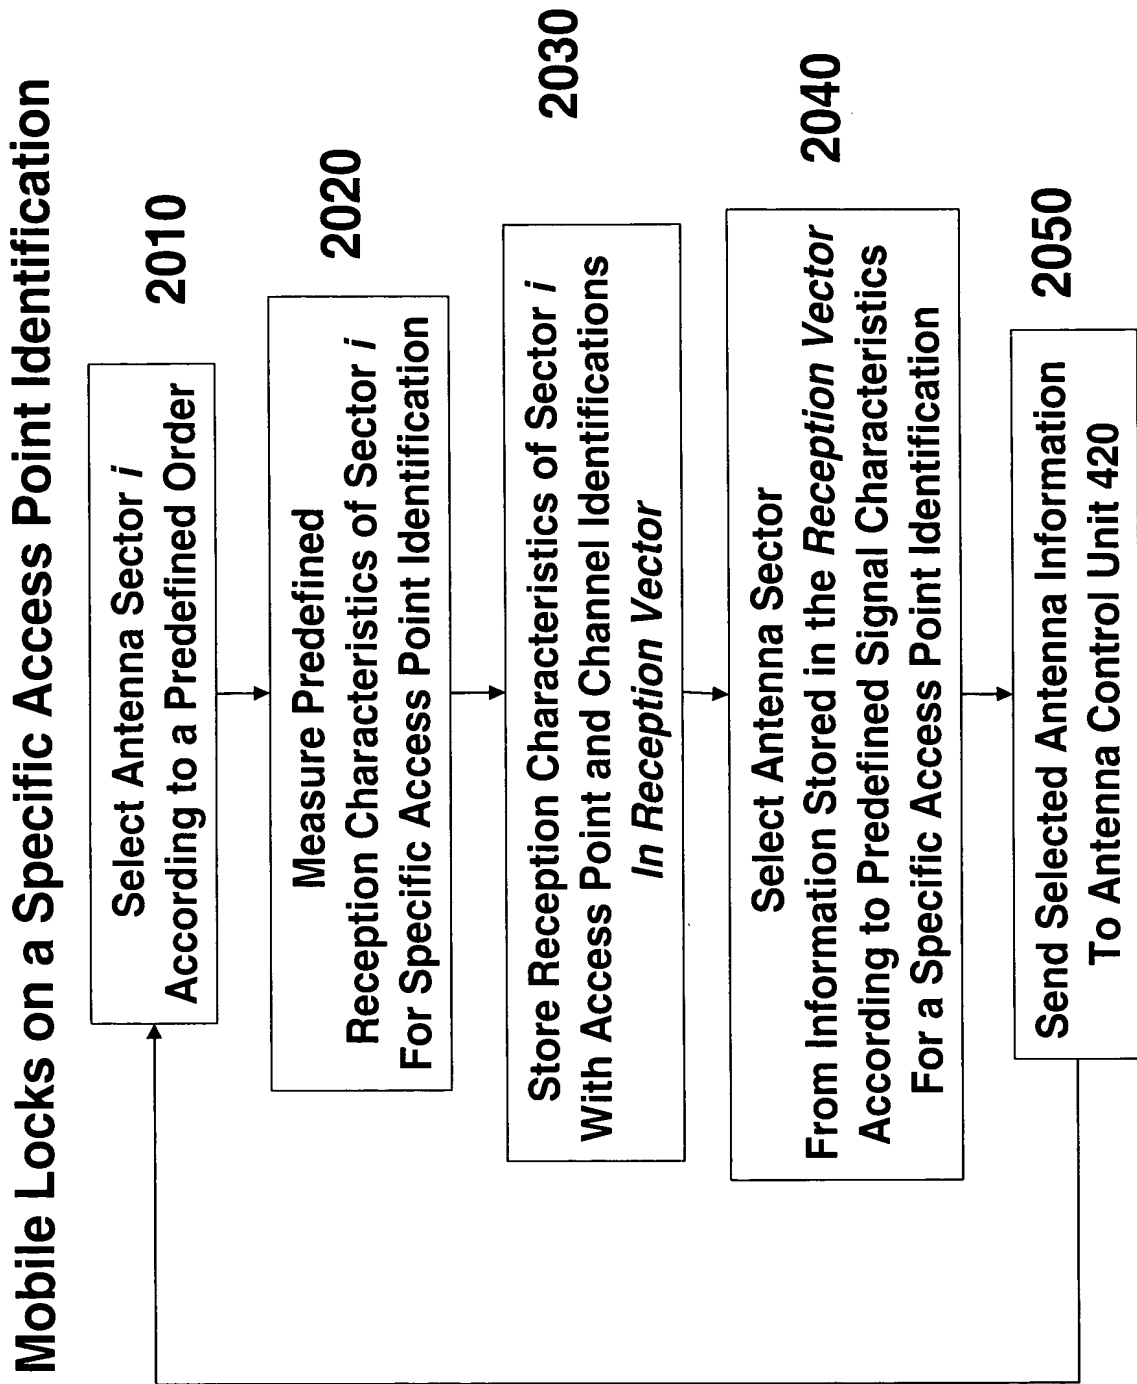 Mobile Locks on a Specific Access Point Identification
2010
Select Antenna Sector i
According to a Predefined Order
2020
Measure Predefined
Reception Characteristics of Sector i
For Specific Access Point Identification
2030
Store Reception Characteristics of Sector i
With Access Point and Channel Identifications
In Reception Vector
2040
Select Antenna Sector
From Information Stored in the Reception Vector
According to Predefined Signal Characteristics
For a Specific Access Point Identification
2050
Send Selected Antenna Information
To Antenna Control Unit 420